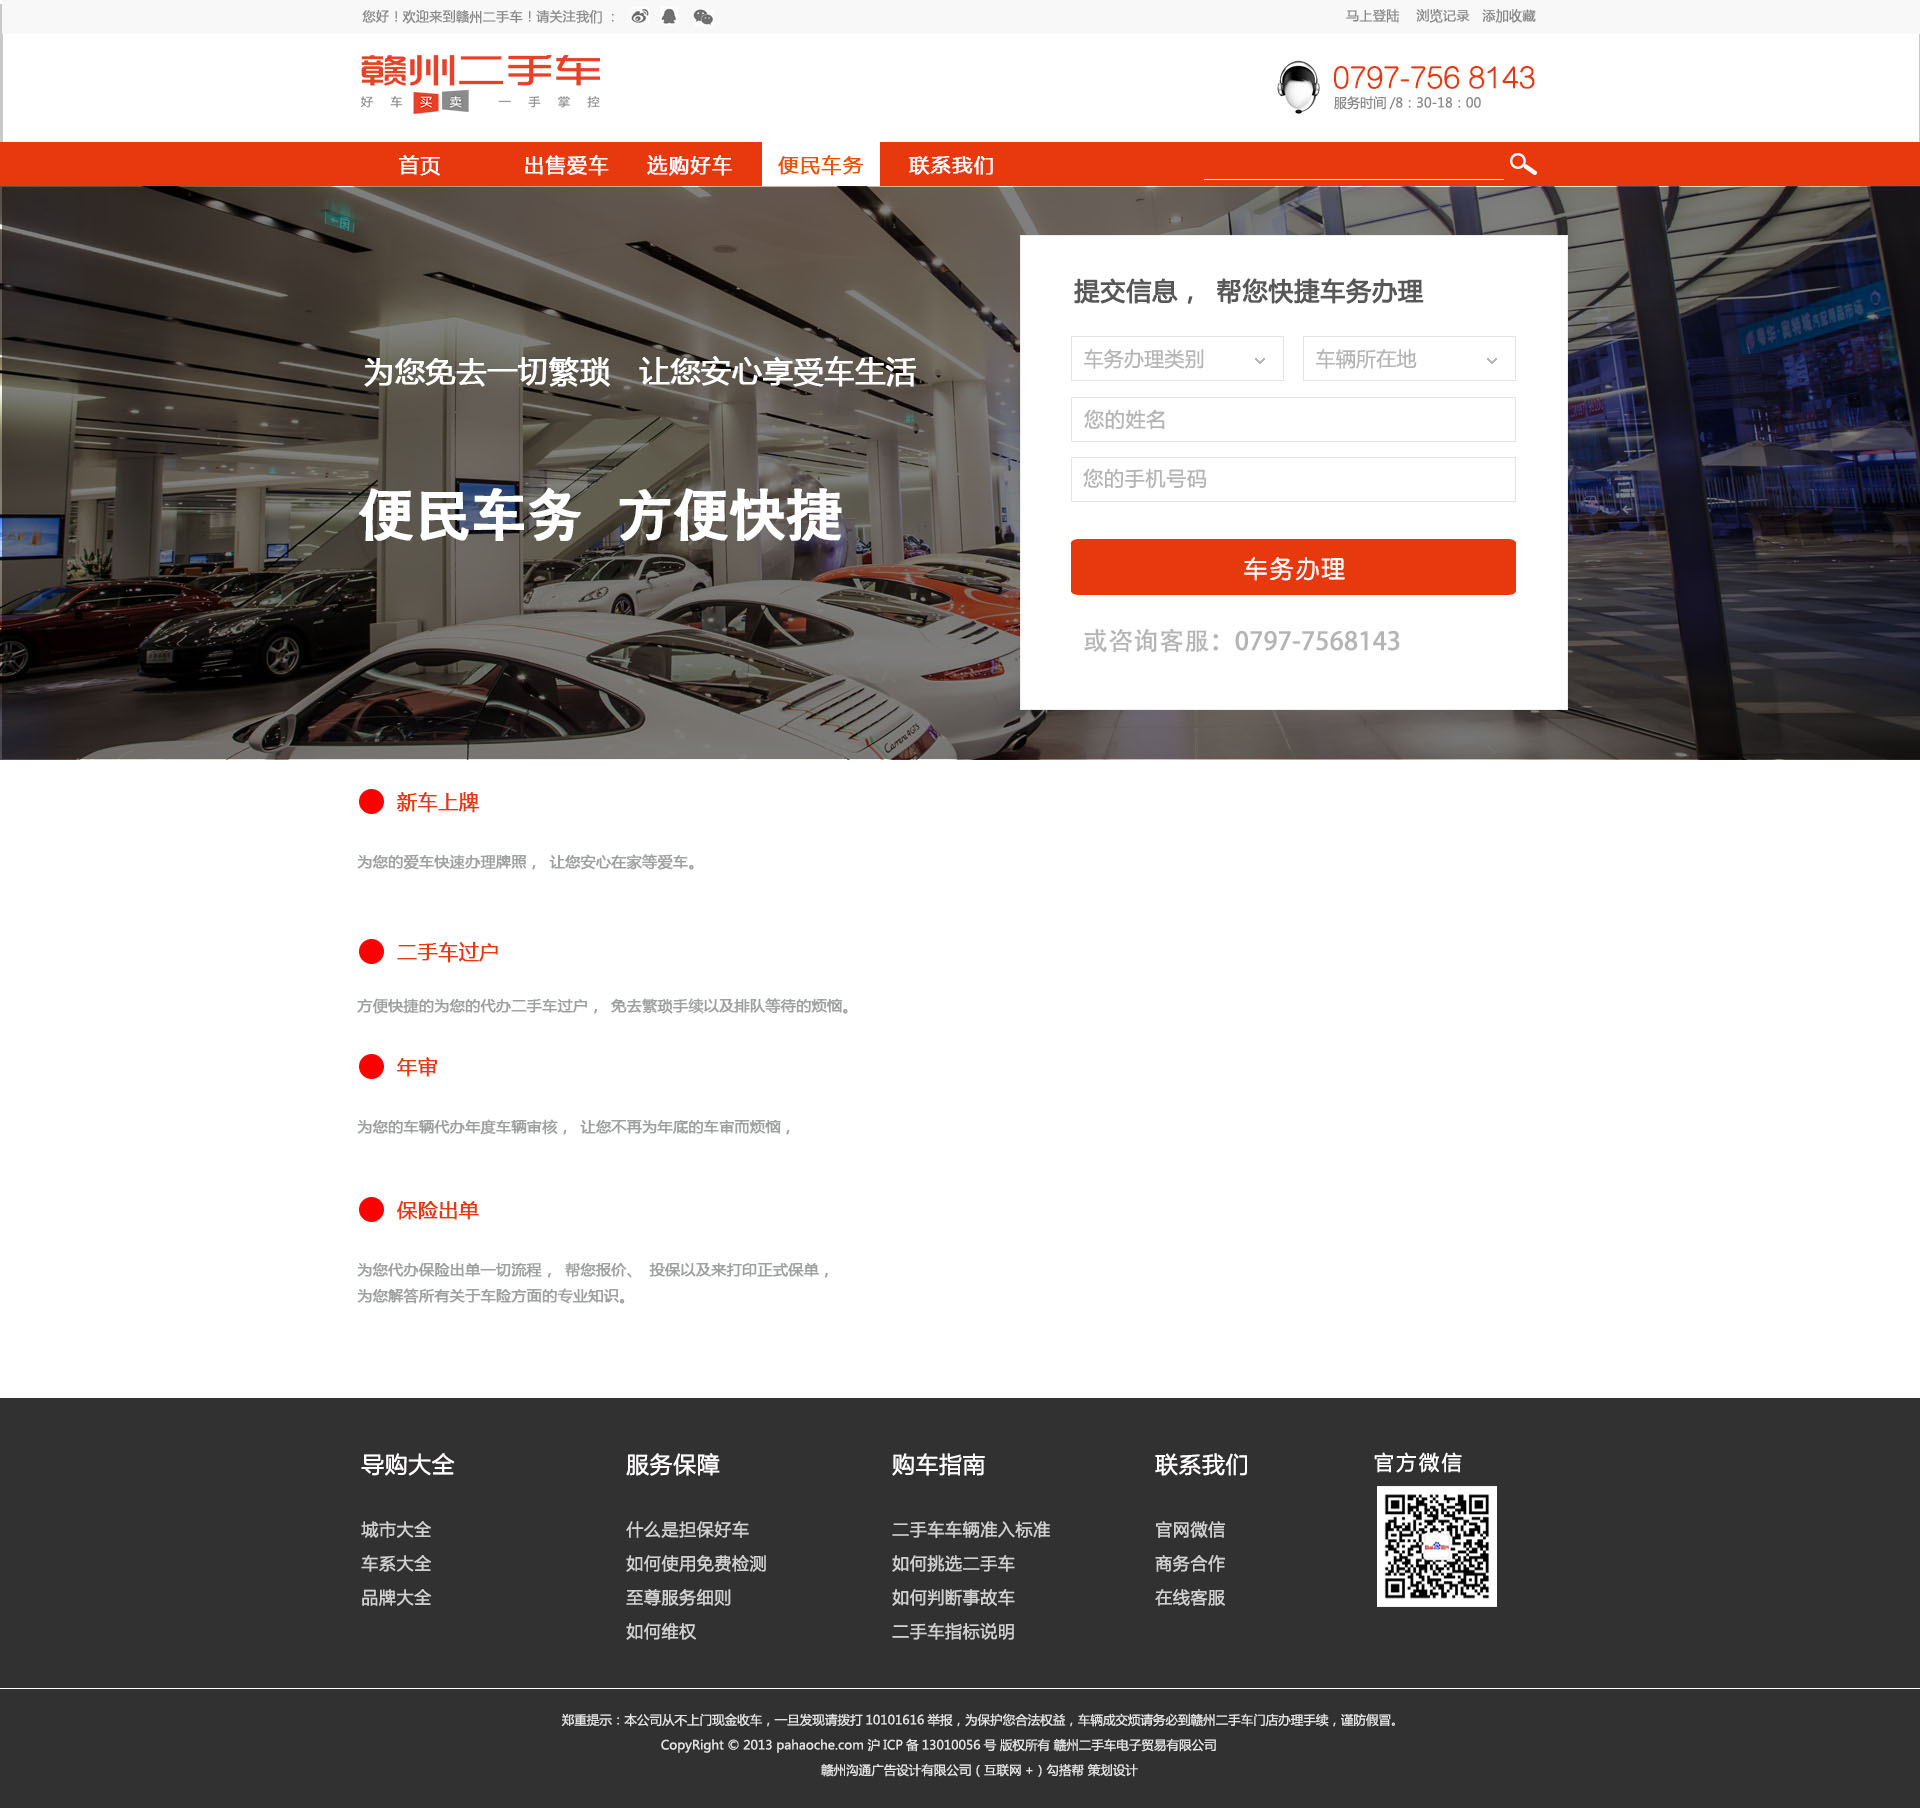 您好！欢迎来到赣州二手车！请关注我们 ：
马上登陆 浏览记录 添加收藏
赣州二手车
好车买卖 一手掌控
0797-756 8143
服务时间 /8：30-18：00
首页 出售爱车 选购好车 便民车务 联系我们
提交信息， 帮您快捷车务办理
车务办理类别 车辆所在地
为您免去一切繁琐 让您安心享受车生活
您的姓名
您的手机号码
便民车务 方便快捷
车务办理
或咨询客服：0797-7568143
Carrera 4GTS
新车上牌
为您的爱车快速办理牌照， 让您安心在家等爱车。
二手车过户
方便快捷的为您的代办二手车过户， 免去繁琐手续以及排队等待的烦恼。
年审
为您的车辆代办年度车辆审核， 让您不再为年底的车审而烦恼，
保险出单
为您代办保险出单一切流程， 帮您报价、 投保以及来打印正式保单，
为您解答所有关于车险方面的专业知识。
导购大全 服务保障 购车指南 联系我们 官方微信
城市大全 什么是担保好车 二手车车辆准入标准 官网微信
车系大全 如何使用免费检测 如何挑选二手车 商务合作
品牌大全 至尊服务细则 如何判断事故车 在线客服
如何维权 二手车指标说明
郑重提示：本公司从不上门现金收车，一旦发现请拨打 10101616 举报，为保护您合法权益，车辆成交烦请务必到赣州二手车门店办理手续，谨防假冒。
CopyRight © 2013 pahaoche.com 沪 ICP 备 13010056 号 版权所有 赣州二手车电子贸易有限公司
赣州沟通广告设计有限公司（互联网 +）勾搭帮 策划设计